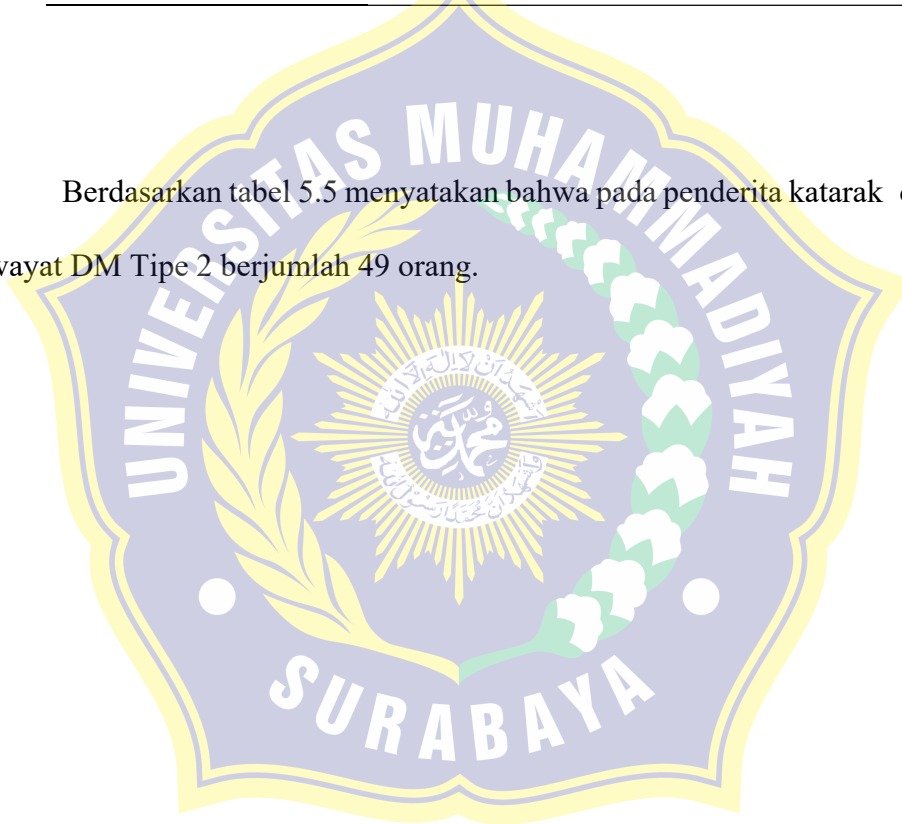 Berdasarkan tabel 5.5 menyatakan bahwa pada penderita katarak
wayat DM Tipe 2 berjumlah 49 orang.
UNIVERSITAS MUHAMMADIYAH
SURABAYA